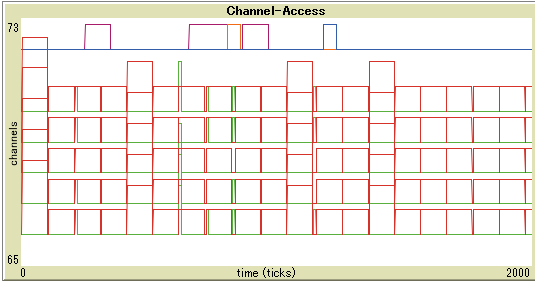 Channel-Access
73
channels
65
0
time (ticks)
2000